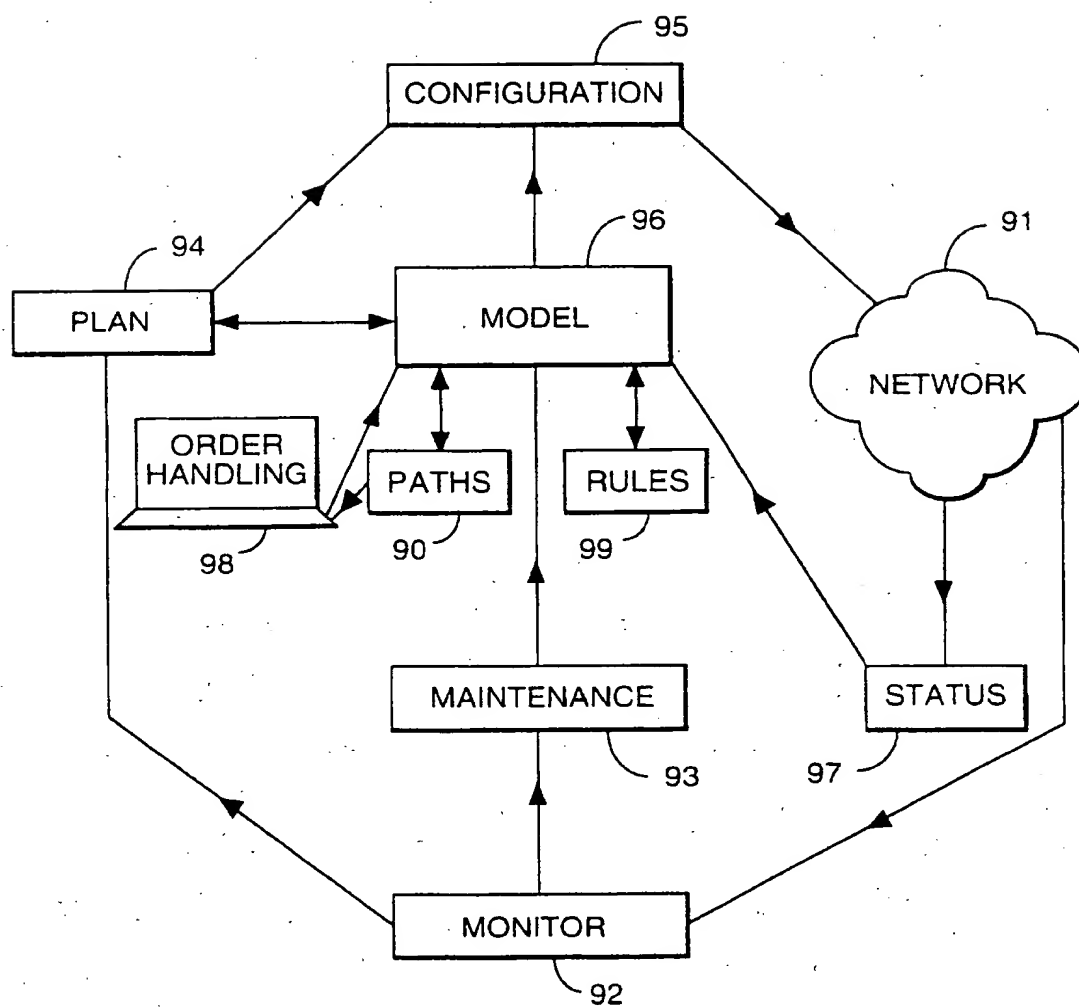 95
CONFIGURATION
96
91
94
PLAN
MODEL
NETWORK
ORDER
HANDLING
PATHS
RULES
98
90
99
MAINTENANCE
STATUS
93
97
MONITOR
92